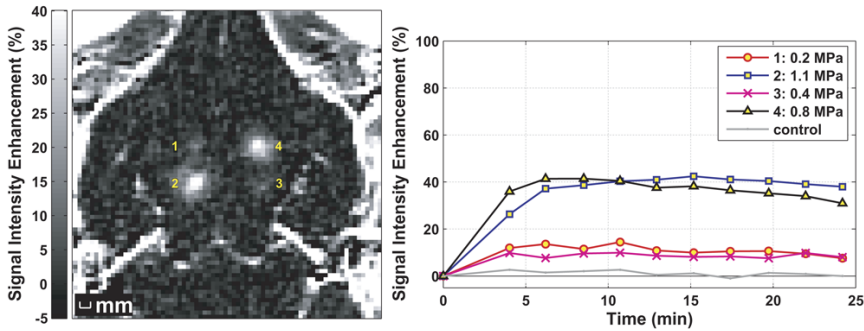 Signal Intensity Enhancement (%)
40
35
30
25
20
15
10
5
0
-5
1
4
2
3
mm
Signal Intensity Enhancement (%)
100
80
60
40
20
0
0
5
10
15
20
25
Time (min)
1: 0.2 MPa
2: 1.1 MPa
3: 0.4 MPa
4: 0.8 MPa
control